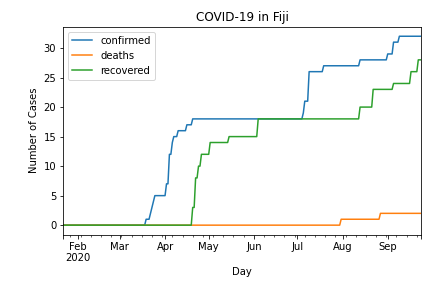 COVID-19 in Fiji
confirmed
deaths
recovered
Number of Cases
30
25
20
15
10
5
0
Feb Mar Apr May Jun Jul Aug Sep
2020
Day